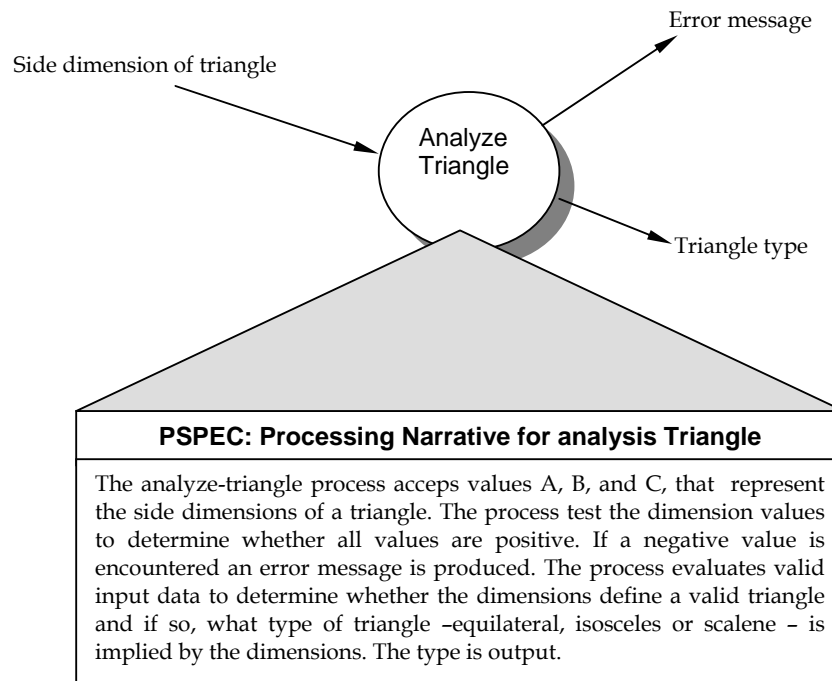 Error message
Side dimension of triangle
Analyze
Triangle
Triangle type
PSPEC: Processing Narrative for analysis Triangle
The analyze-triangle process acceps values A, B, and C, that represent
the side dimensions of a triangle. The process test the dimension values
to determine whether all values are positive. If a negative value is
encountered an error message is produced. The process evaluates valid
input data to determine whether the dimensions define a valid triangle
and if so, what type of triangle –equilateral, isosceles or scalene – is
implied by the dimensions. The type is output.